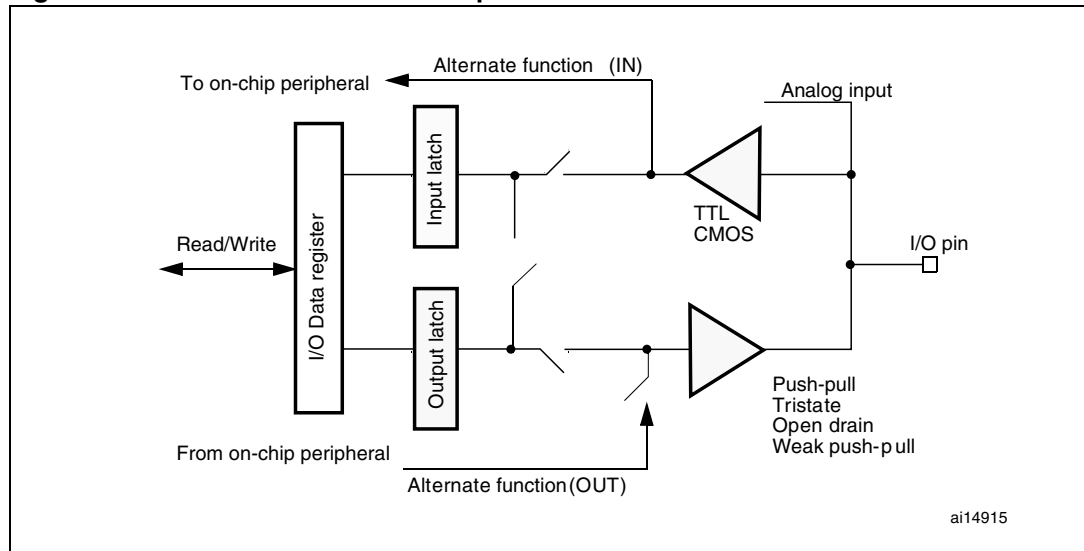 Alternate function (IN)
To on-chip peripheral
Analog input
Input latch
TTL
CMOS
I/O Data register
Read/Write
I/O pin
Output latch
Push-pull
Tristate
Open drain
Weak push-pull
From on-chip peripheral
Alternate function (OUT)
ai14915